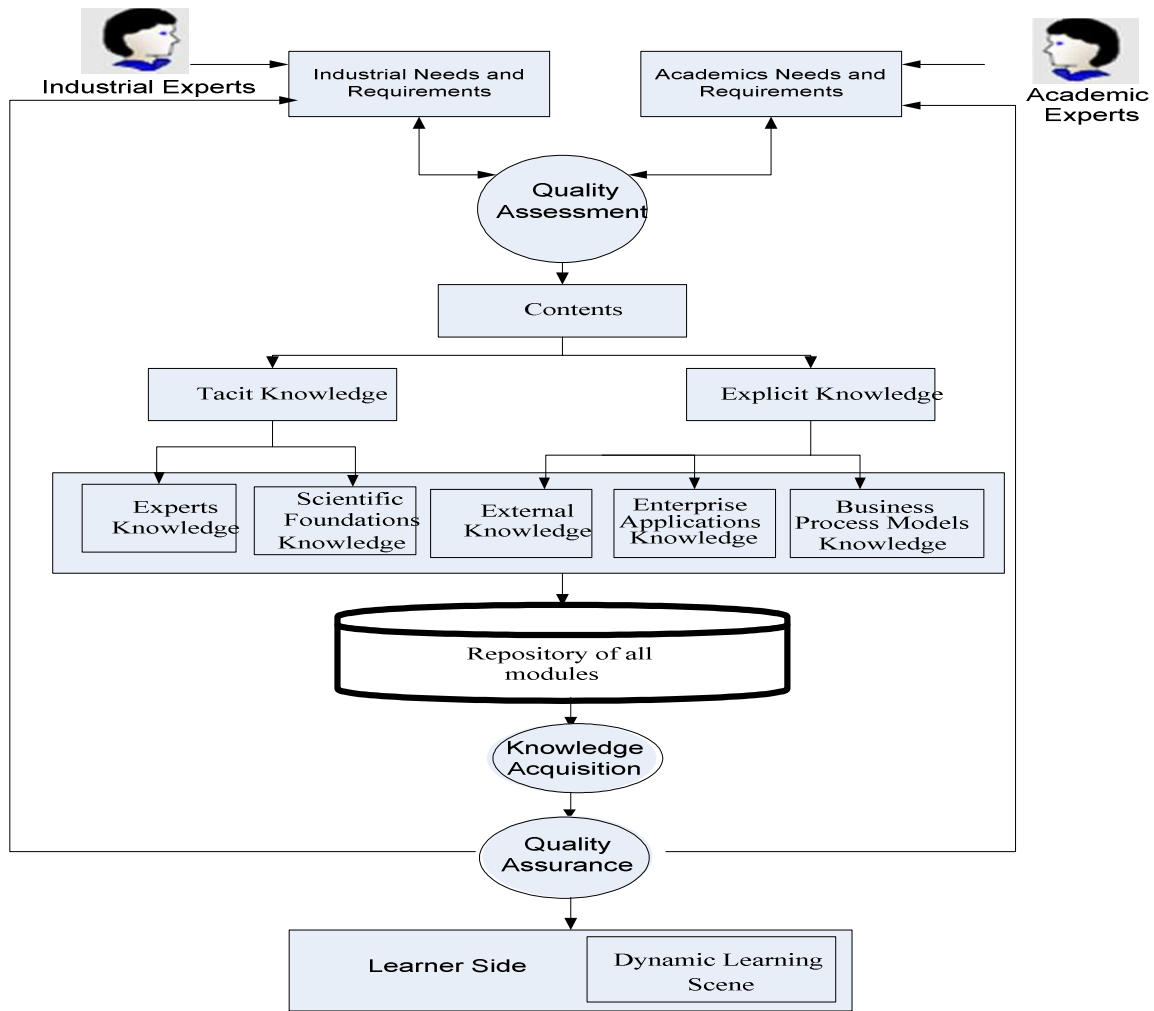 Industrial Experts
Industrial Needs and
Requirements
Academics Needs and
Requirements
Academic
Experts
Quality
Assessment
Contents
Tacit Knowledge
Explicit Knowledge
Experts
Knowledge
Scientific
Foundations
Knowledge
External
Knowledge
Enterprise
Applications
Knowledge
Business
Process Models
Knowledge
Repository of all
modules
Knowledge
Acquisition
Quality
Assurance
Learner Side
Dynamic Learning
Scene